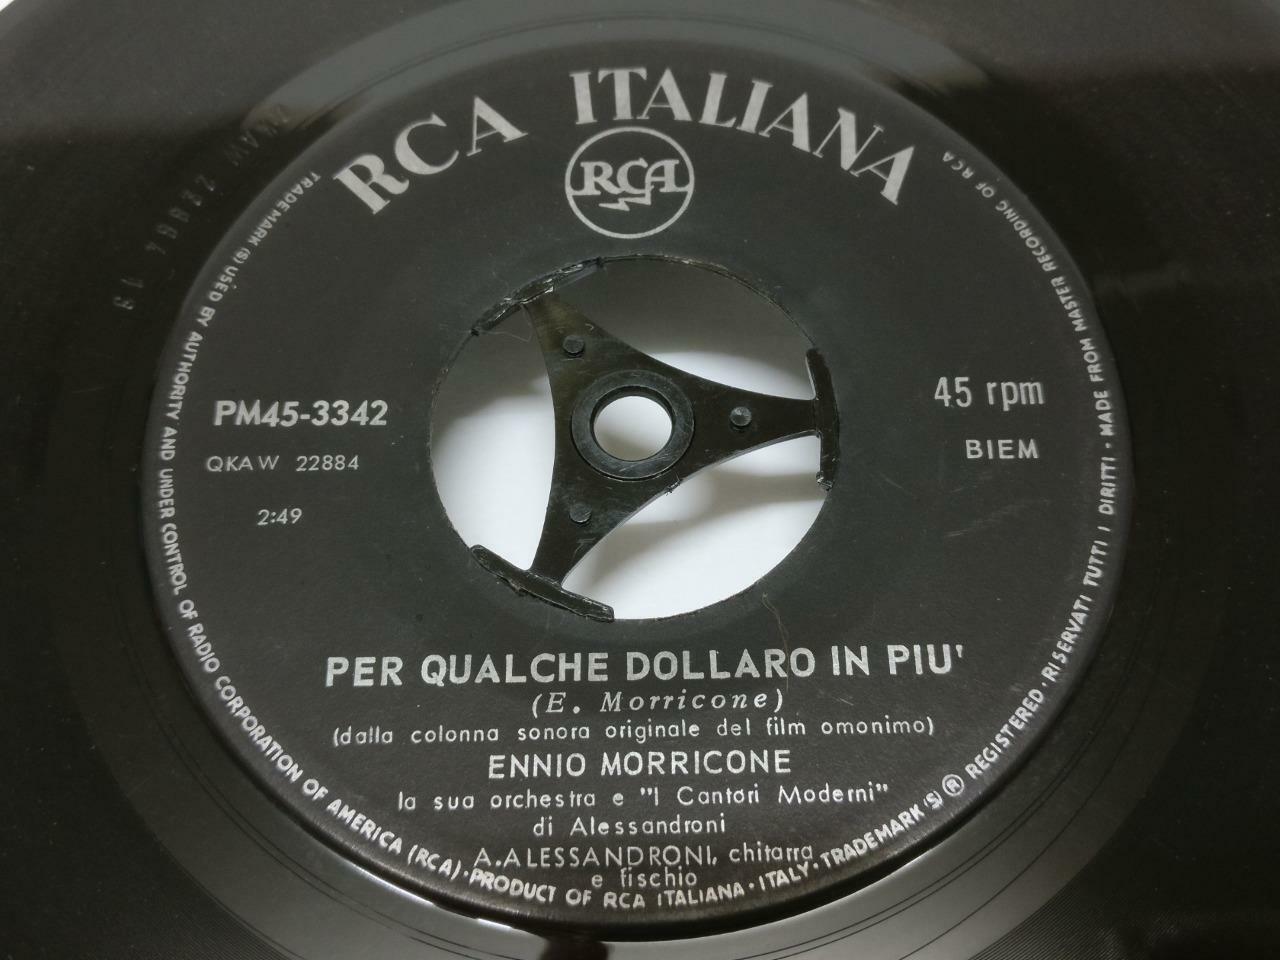 RCA ITALIANA
RCA
PM45-3342
QKAW 22884
2:49
45 rpm
BIEM
PER QUALCHE DOLLARO IN PIU'
(E. Morricone)
(dalla colonna sonora originale del film omonimo)
ENNIO MORRICONE
la sua orchestra e "I Cantori Moderni"
di Alessandroni
A.ALESSANDRONI, chitarra
e fischio
TRADEMARK (S) USED BY AUTHORITY AND UNDER CONTROL OF RADIO CORPORATION OF AMERICA (RCA)·PRODUCT OF RCA ITALIANA·ITALY·TRADEMARK (S) ® REGISTERED·RISERVATI TUTTI I DIRITTI·MADE FROM MASTER RECORDING OF RCA